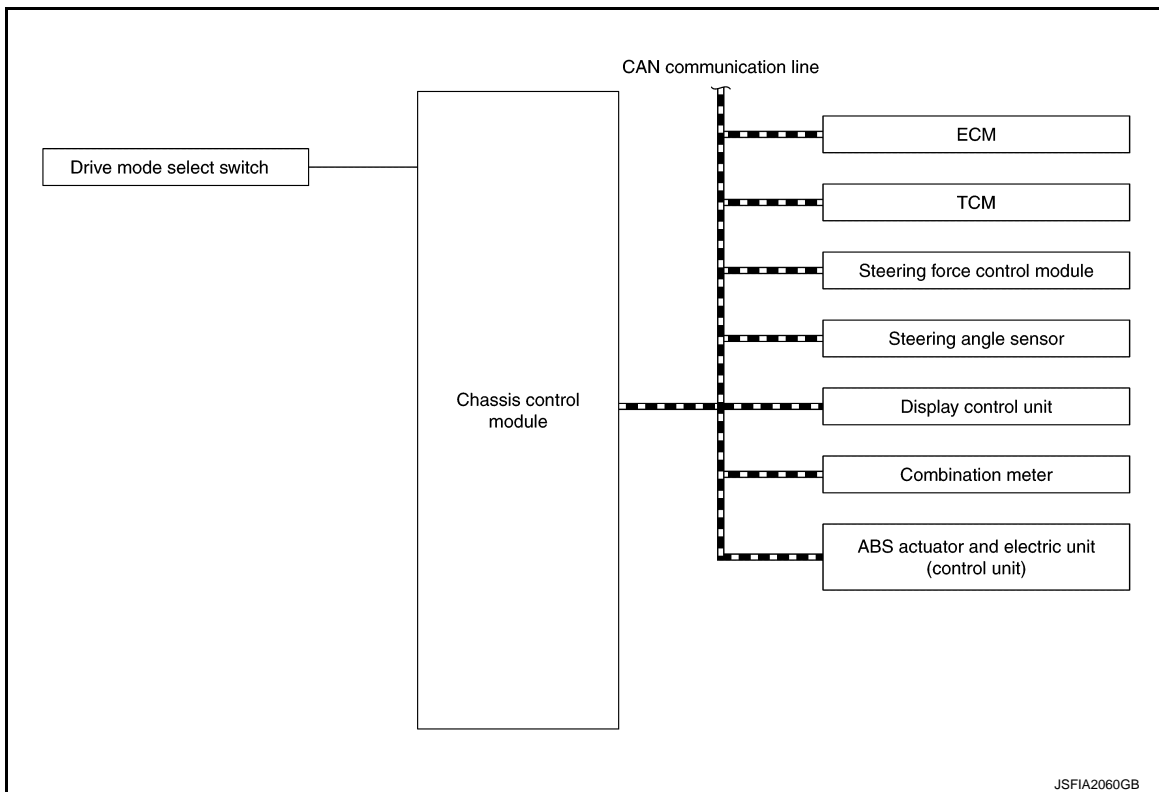 CAN communication line
Drive mode select switch
Chassis control
module
ECM
TCM
Steering force control module
Steering angle sensor
Display control unit
Combination meter
ABS actuator and electric unit
(control unit)
JSFIA2060GB